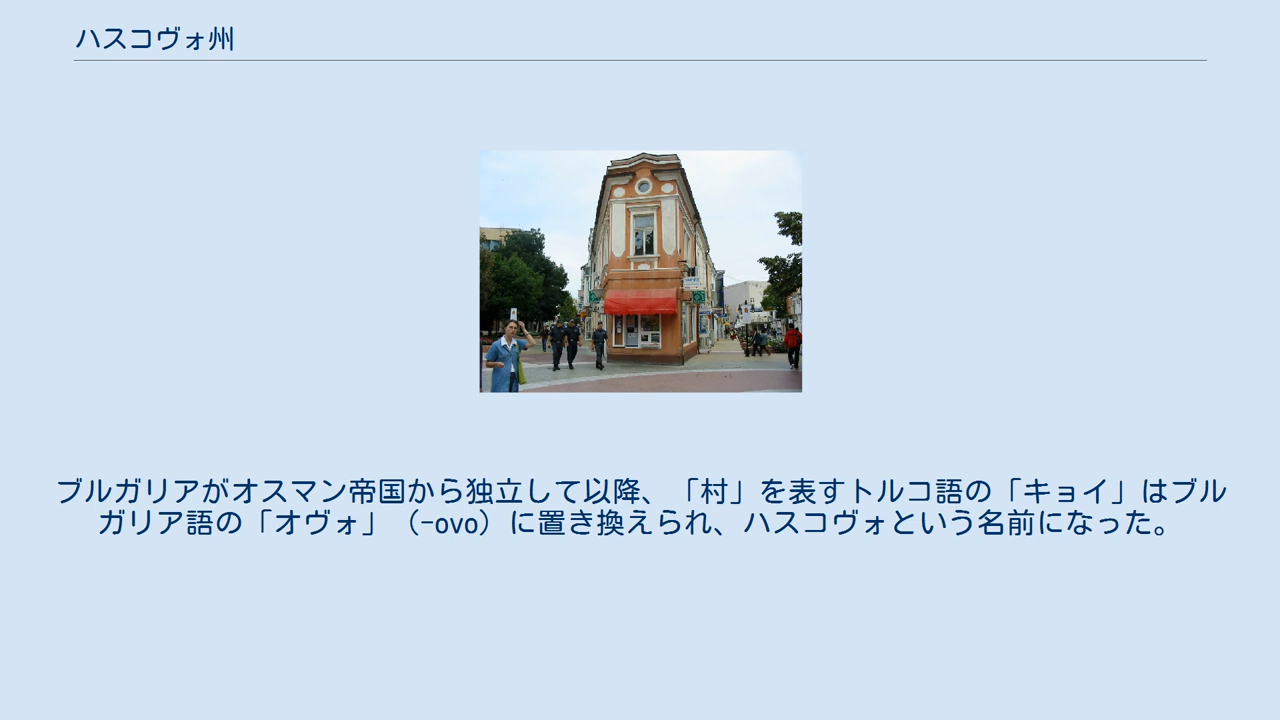 ハスコヴォ州
ブルガリアがオスマン帝国から独立して以降、「村」を表すトルコ語の「キョイ」はブル
ガリア語の「オヴォ」（-ovo）に置き換えられ、ハスコヴォという名前になった。